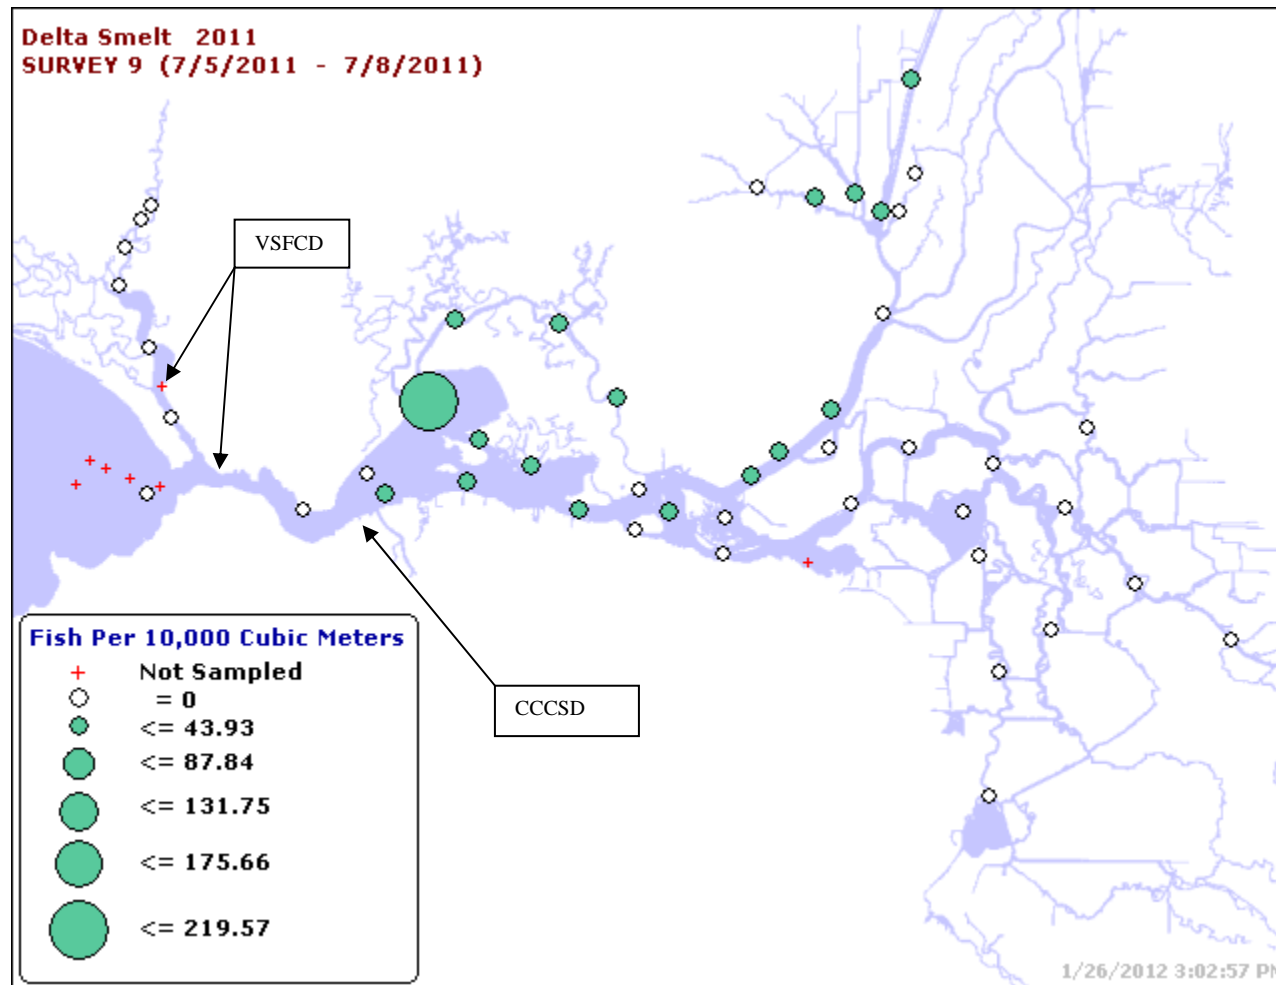 Delta Smelt 2011
SURVEY 9 (7/5/2011 - 7/8/2011)
VSFCD
CCCSD
Fish Per 10,000 Cubic Meters
Not Sampled
= 0
<= 43.93
<= 87.84
<= 131.75
<= 175.66
<= 219.57
1/26/2012 3:02:57 PM